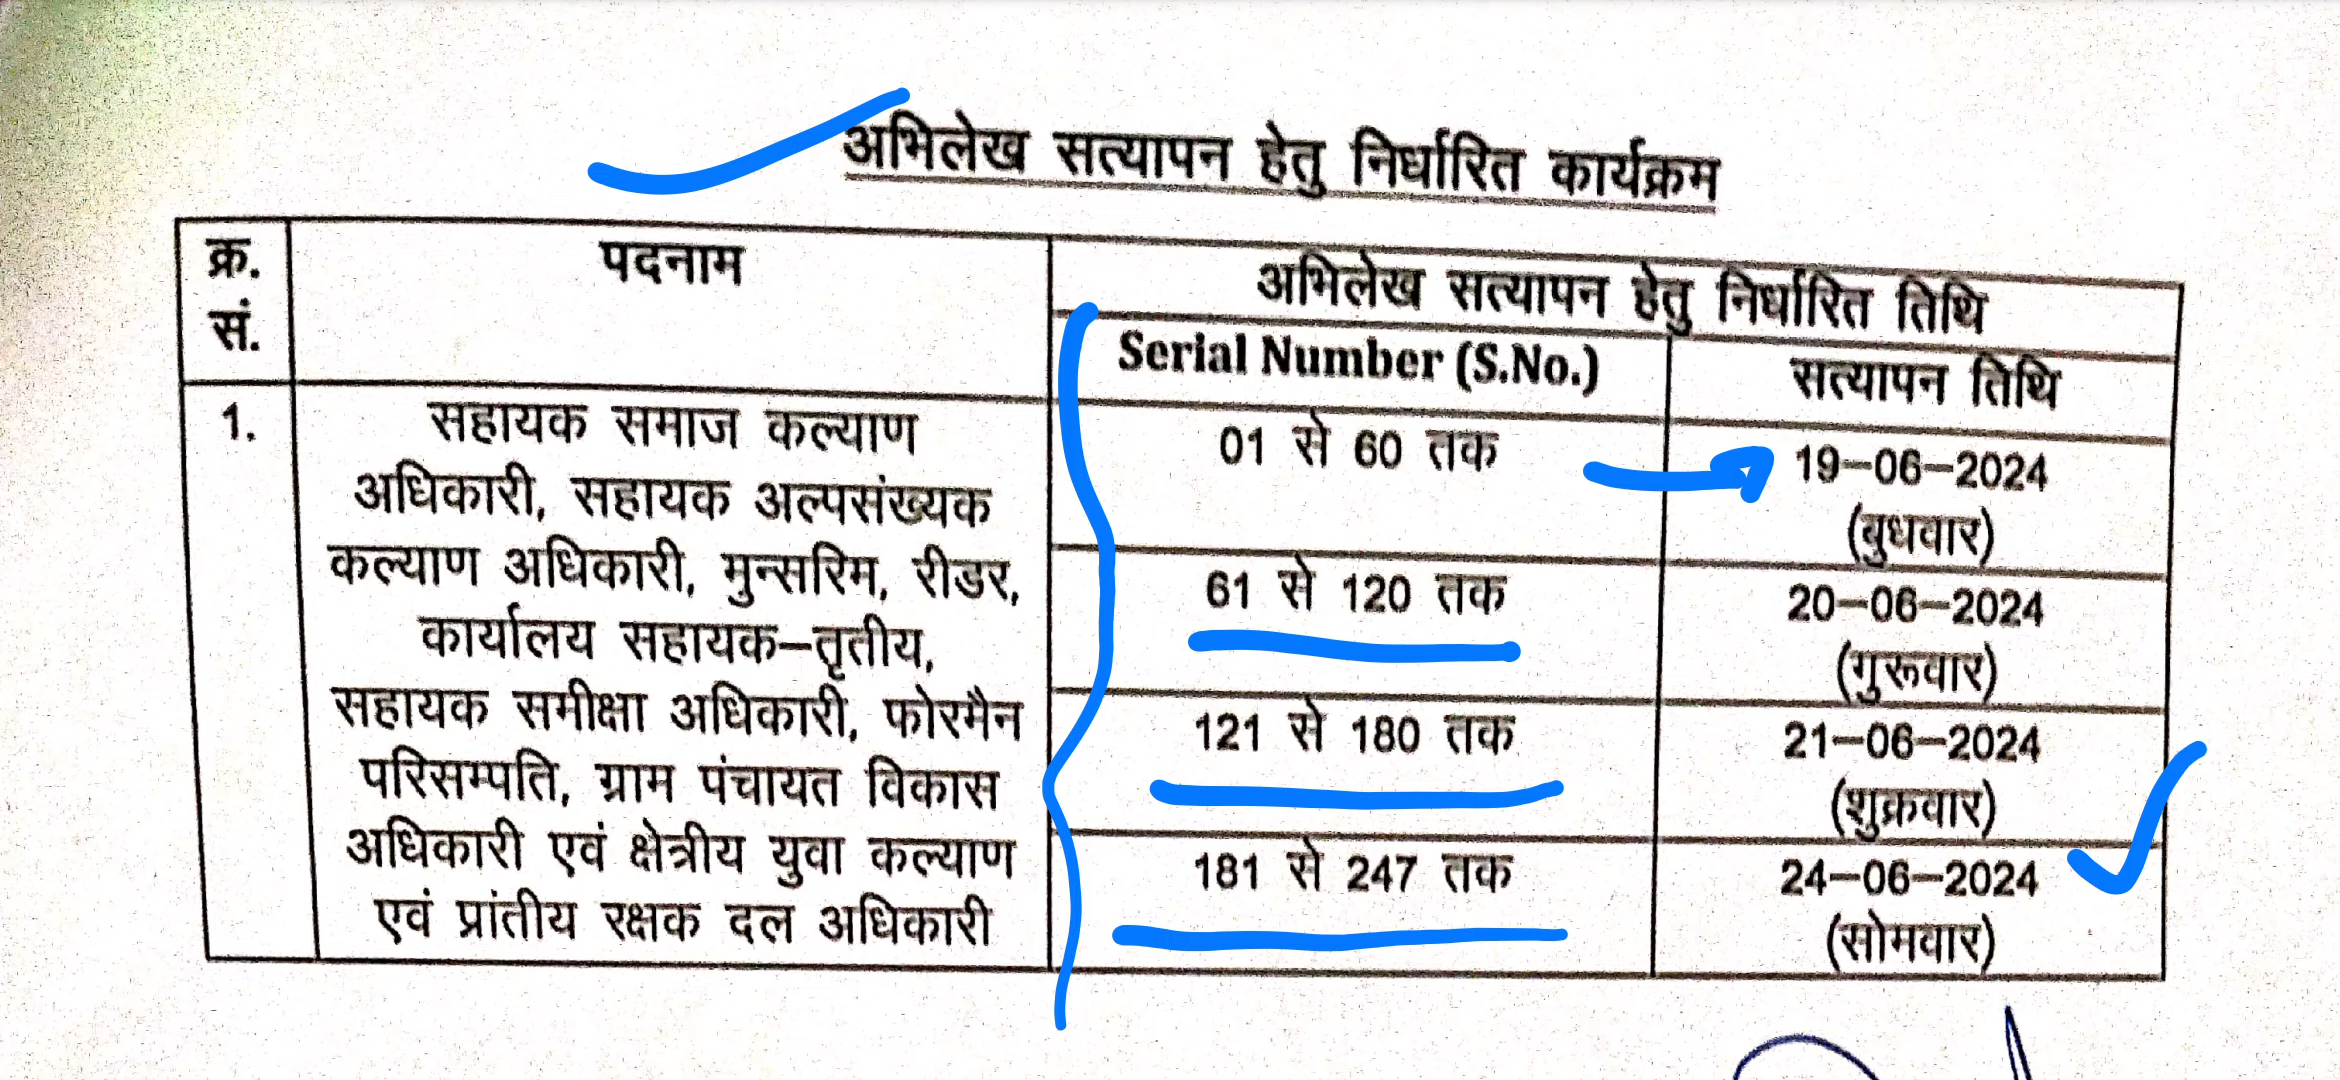 अभिलेख सत्यापन हेतु निर्धारित कार्यक्रम
क्र. सं.
पदनाम
अभिलेख सत्यापन हेतु निर्धारित तिथि
Serial Number (S.No.)
सत्यापन तिथि
1.
सहायक समाज कल्याण
अधिकारी, सहायक अल्पसंख्यक
कल्याण अधिकारी, मुन्सरिम, रीडर,
कार्यालय सहायक–तृतीय,
सहायक समीक्षा अधिकारी, फोरमैन
परिसम्पति, ग्राम पंचायत विकास
अधिकारी एवं क्षेत्रीय युवा कल्याण
एवं प्रांतीय रक्षक दल अधिकारी
01 से 60 तक
19–06–2024
(बुधवार)
61 से 120 तक
20–06–2024
(गुरूवार)
121 से 180 तक
21–06–2024
(शुक्रवार)
181 से 247 तक
24–06–2024
(सोमवार)